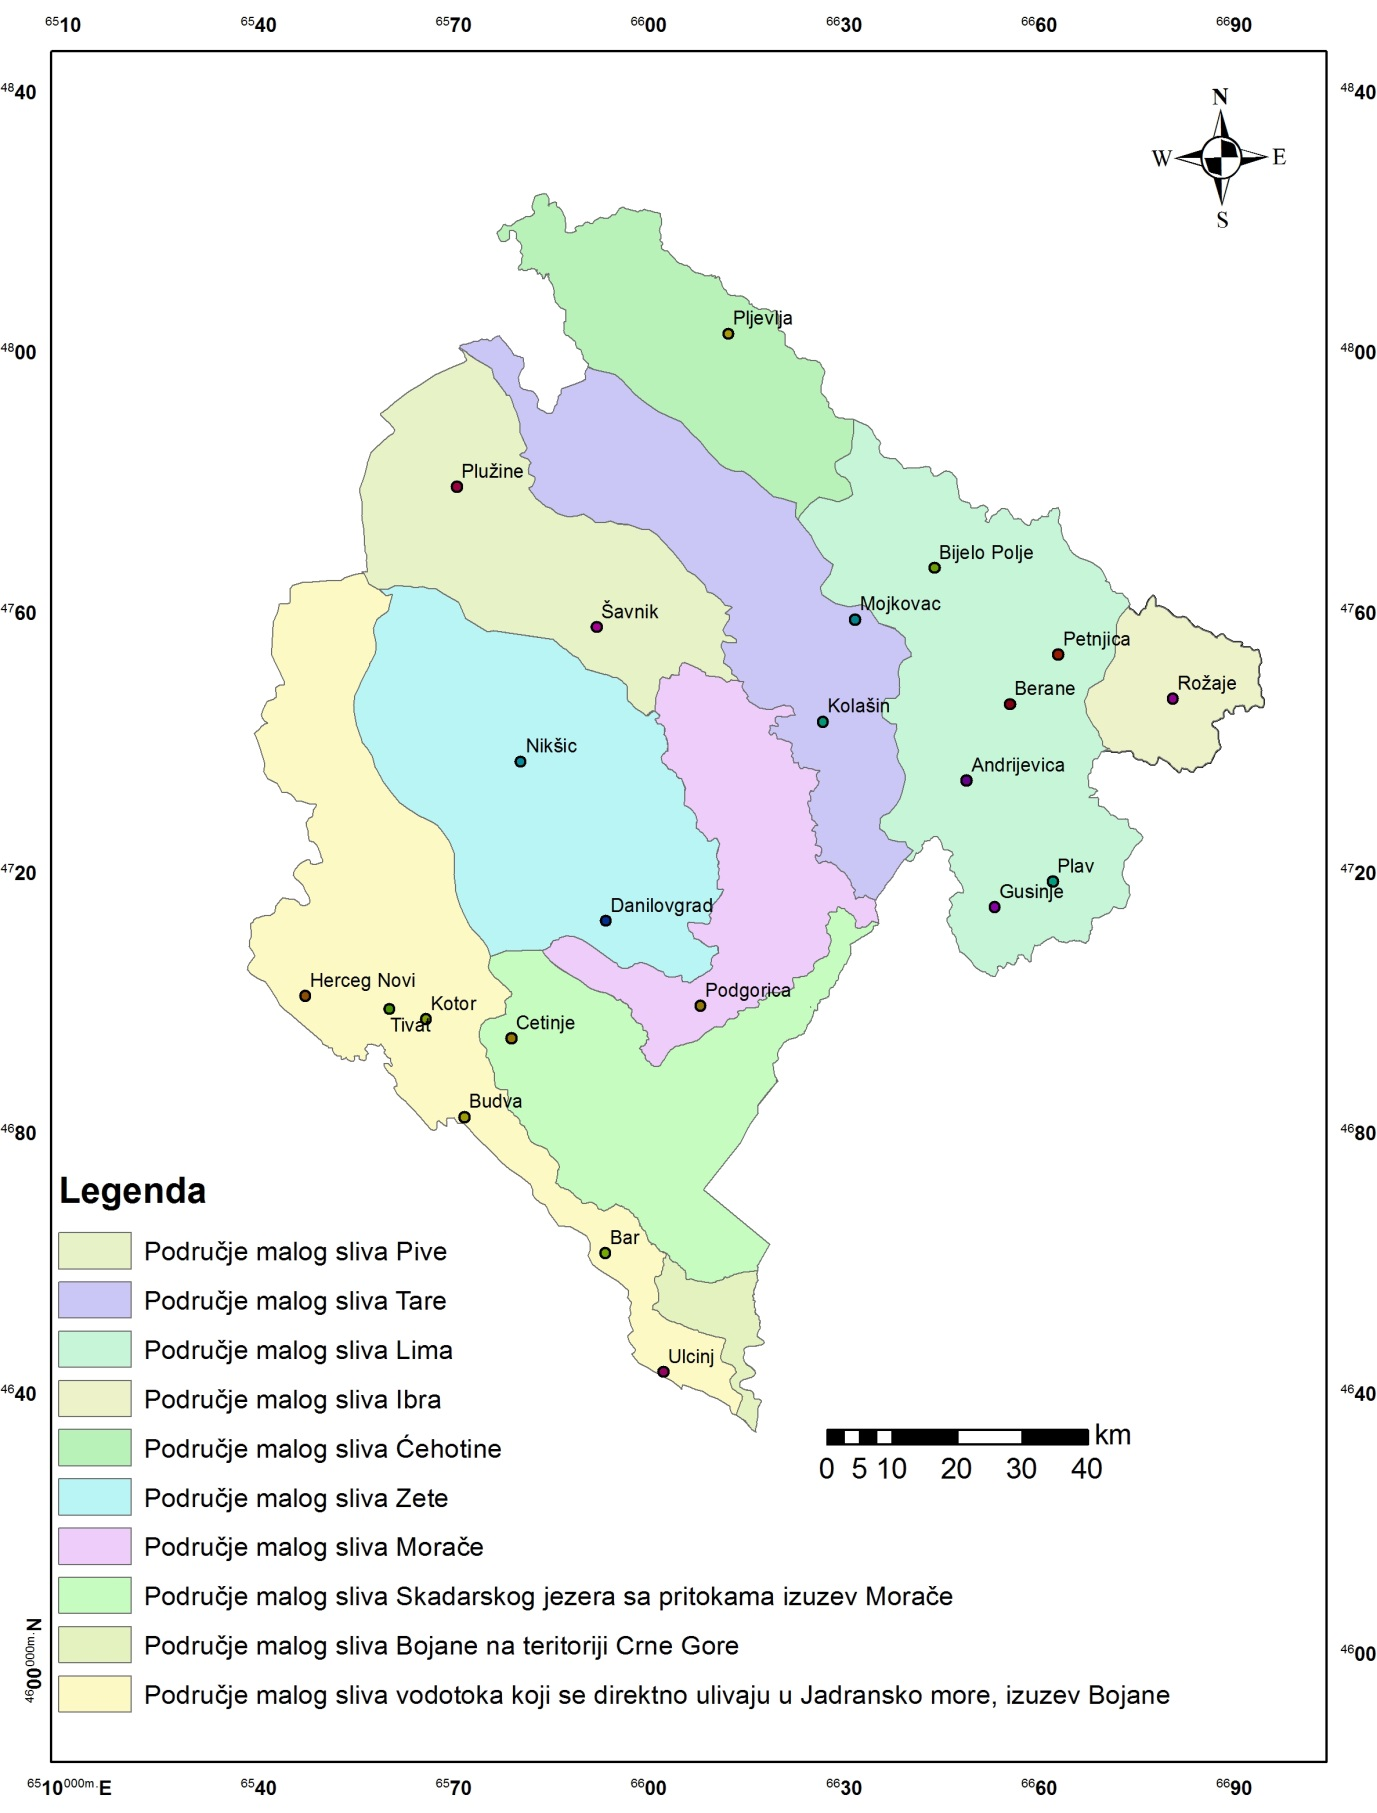 6510 6540 6570 6600 6630 6660 6690
4840 4840
N
W E
S
Pljevlja
4800 4800
Plužine
Bijelo Polje
Mojkovac
4760 4760
Šavnik
Petnjica
Rožaje
Berane
Kolašin
Nikšic
Andrijevica
4720 4720
Plav
Gusinje
Danilovgrad
Herceg Novi
Podgorica
Kotor
Tivat
Cetinje
Budva
4680 4680
Legenda
Bar
Područje malog sliva Pive
Područje malog sliva Tare
Područje malog sliva Lima
Ulcinj
4640 4640
Područje malog sliva Ibra
km
Područje malog sliva Ćehotine
0 5 10 20 30 40
Područje malog sliva Zete
Područje malog sliva Morače
Područje malog sliva Skadarskog jezera sa pritokama izuzev Morače
Područje malog sliva Bojane na teritoriji Crne Gore
4600000m.N 4600
Područje malog sliva vodotoka koji se direktno ulivaju u Jadransko more, izuzev Bojane
6510000m.E 6540 6570 6600 6630 6660 6690